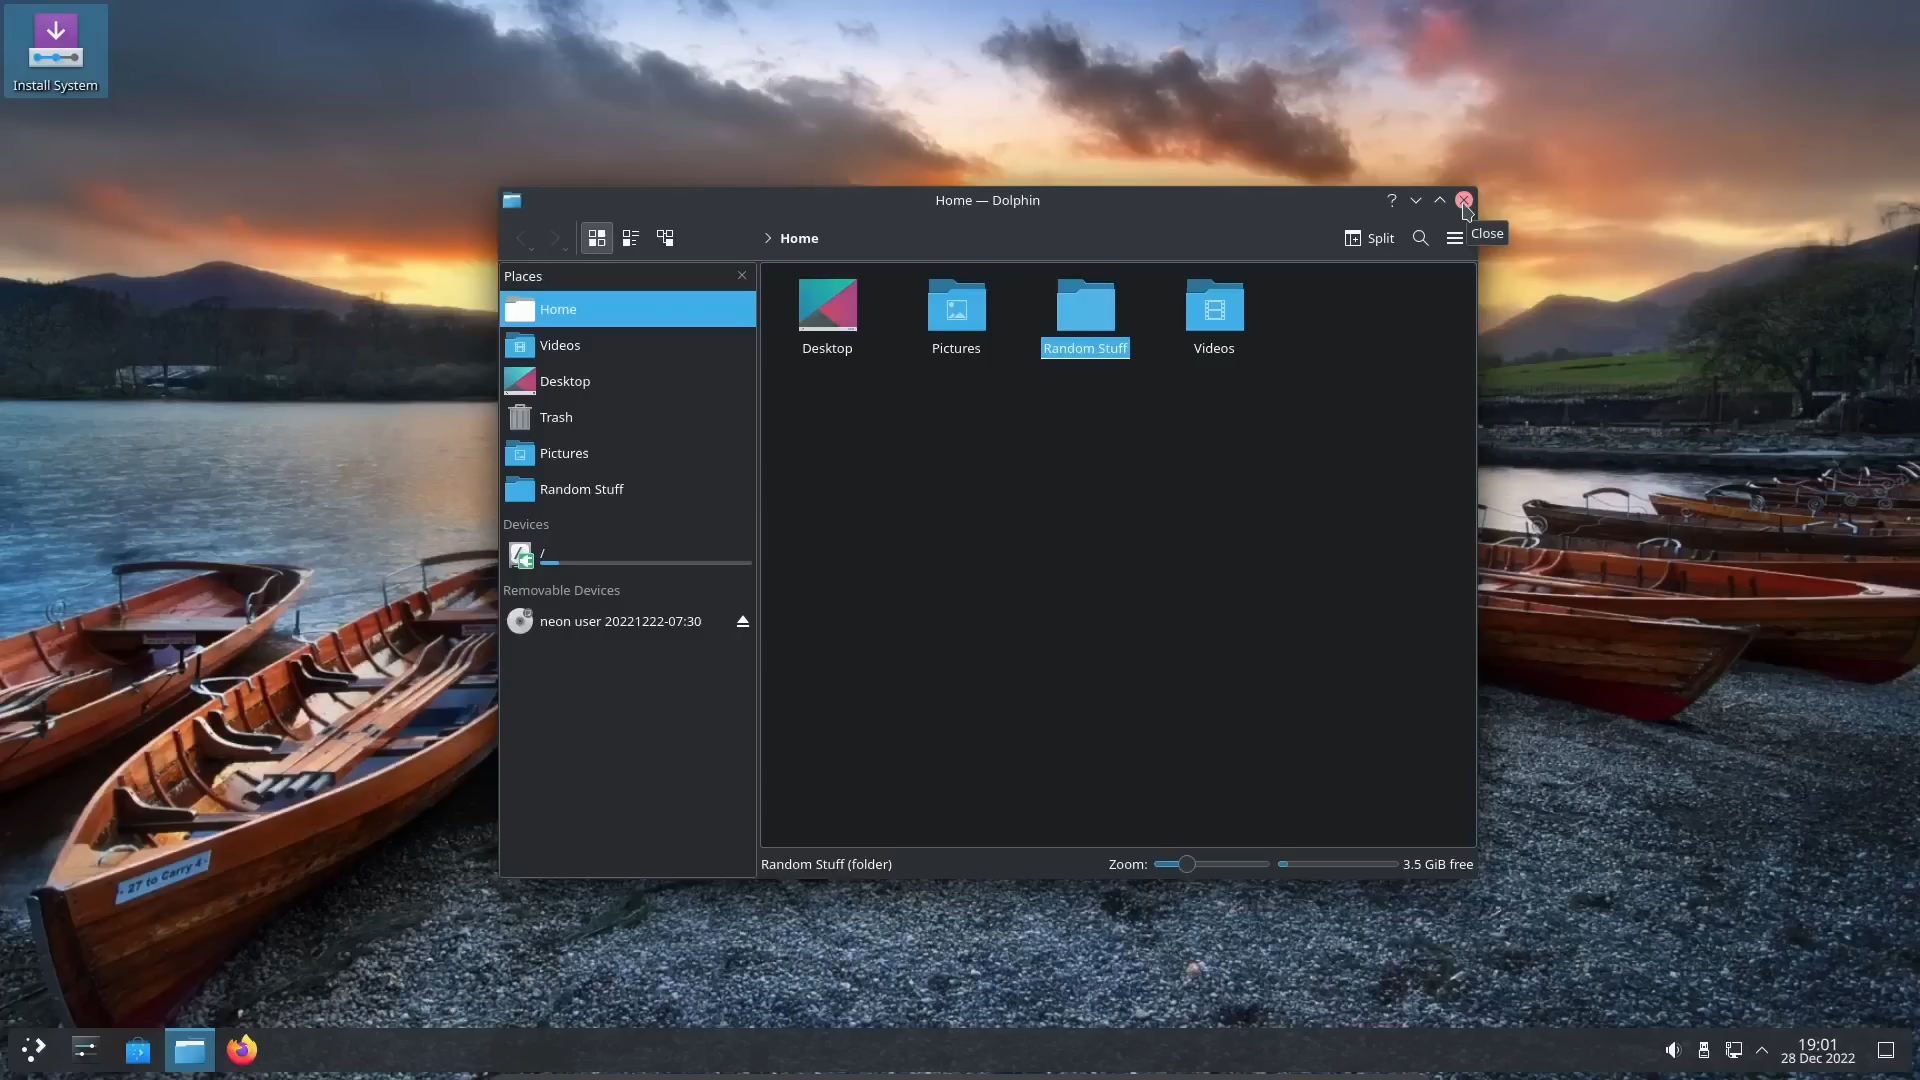 Install System
Home — Dolphin
Home
Split
Close
Places
Home
Videos
Desktop
Trash
Pictures
Random Stuff
Devices
/
Removable Devices
neon user 20221222-07:30
Desktop
Pictures
Random Stuff
Videos
Random Stuff (folder)
Zoom:
3.5 GiB free
27 to Carry 4
19:01
28 Dec 2022